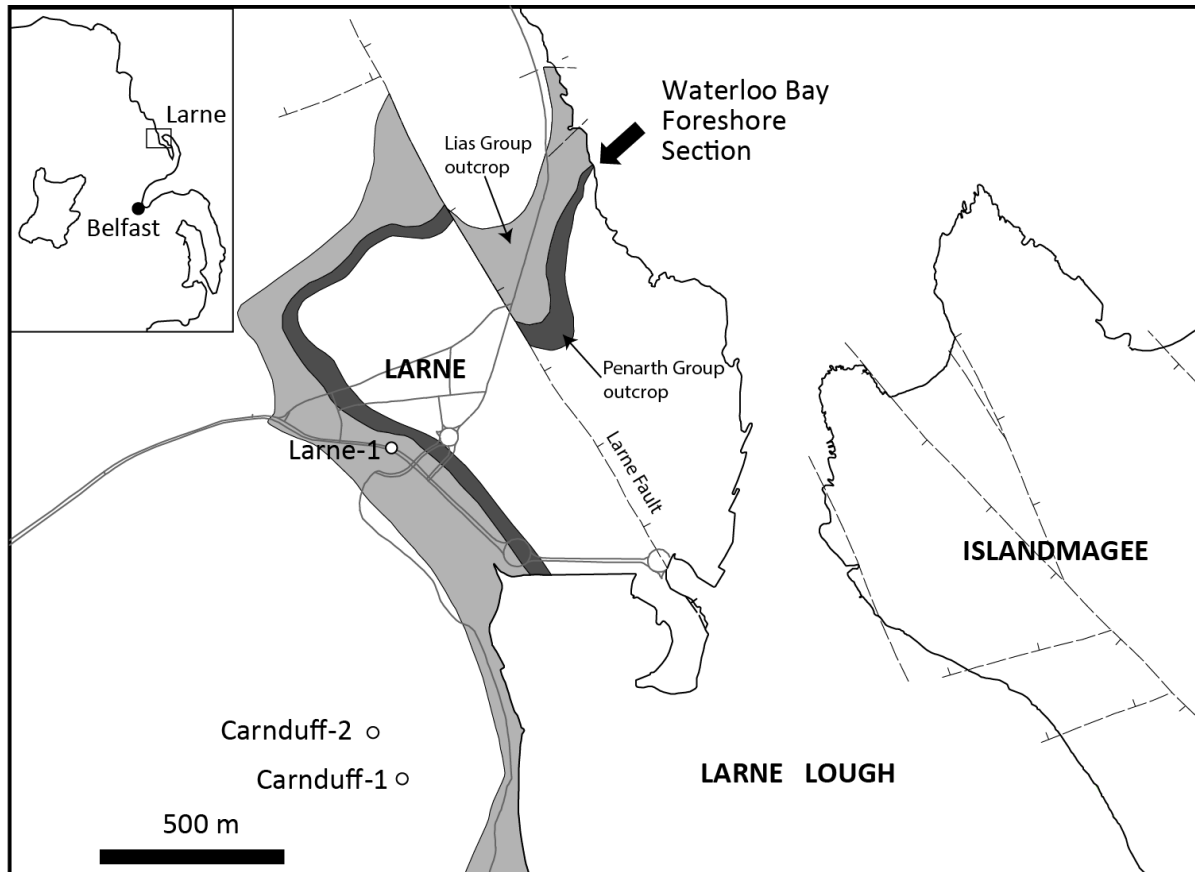 Larne
Belfast
Waterloo Bay
Foreshore
Section
Lias Group
outcrop
LARNE
Penarth Group
outcrop
Larne-1
Larne Fault
ISLANDMAGEE
Carnduff-2
Carnduff-1
LARNE LOUGH
500 m